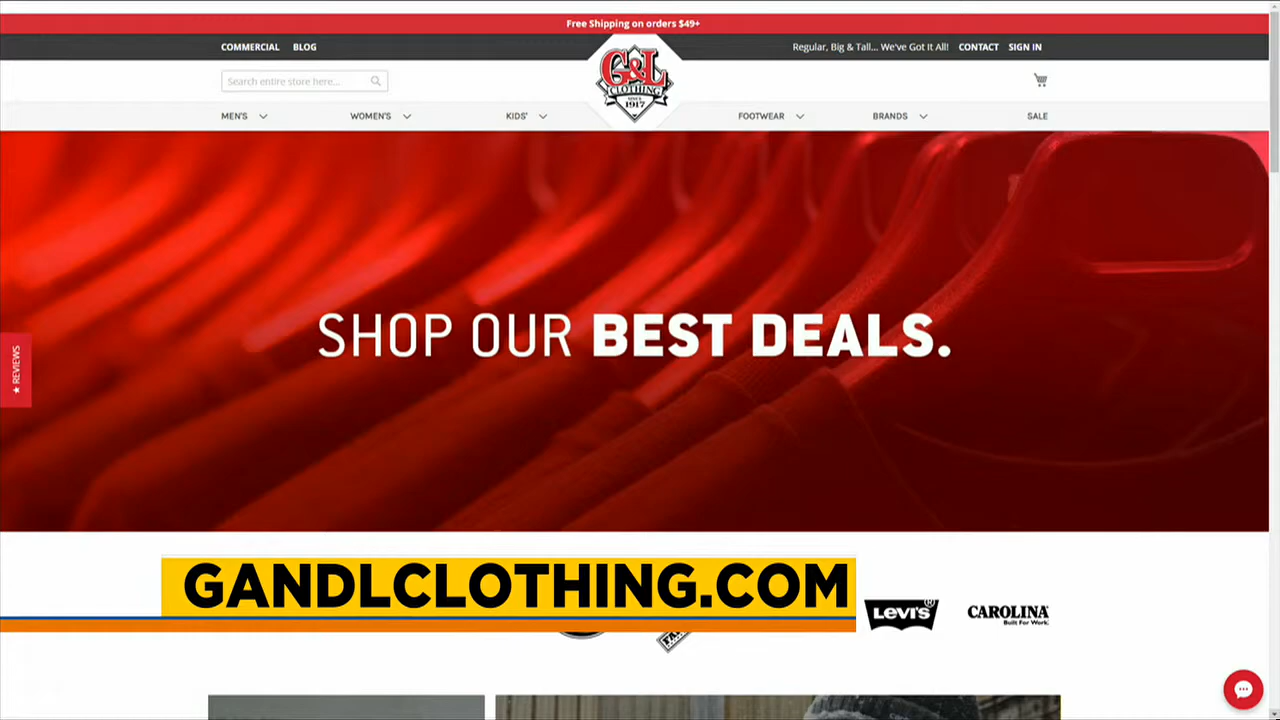 Free Shipping on orders $49+
COMMERCIAL BLOG
Regular, Big & Tall... We've Got It All! CONTACT SIGN IN
Search entire store here...
G&L
CLOTHING
SINCE
1917
MEN'S WOMEN'S KIDS' FOOTWEAR BRANDS SALE
SHOP OUR BEST DEALS.
★ REVIEWS
GANDLCLOTHING.COM
LEVI'S®
CAROLINA
Built For Work.